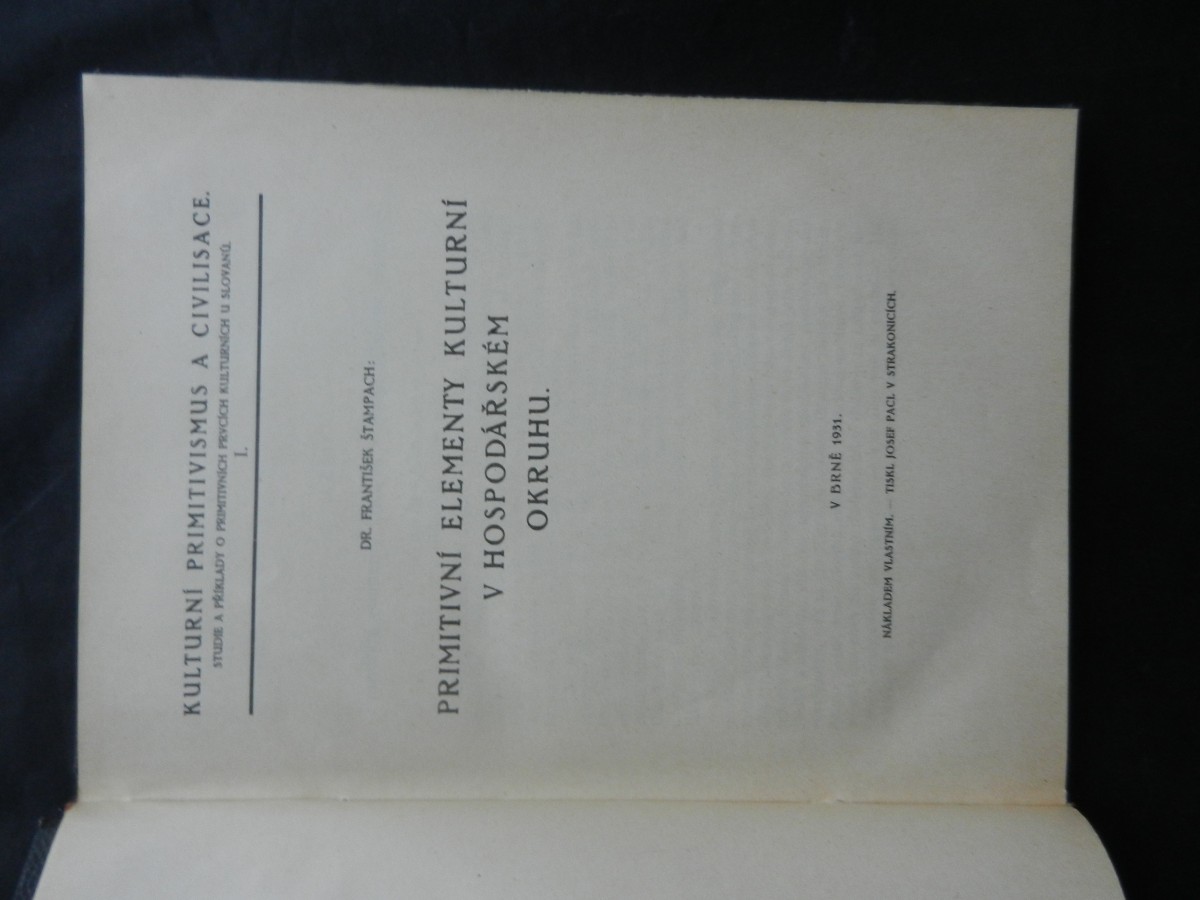 KULTURNÍ PRIMITIVISMUS A CIVILISACE.
STUDIE A PŘÍKLADY O PRIMITIVNÍCH PRVCÍCH KULTURNÍCH U SLOVANŮ.
I.
DR. FRANTIŠEK ŠTAMPACH:
PRIMITIVNÍ ELEMENTY KULTURNÍ
V HOSPODÁŘSKÉM
OKRUHU.
V BRNĚ 1931.
NÁKLADEM VLASTNÍM. – TISKL JOSEF PACL V STRAKONICÍCH.